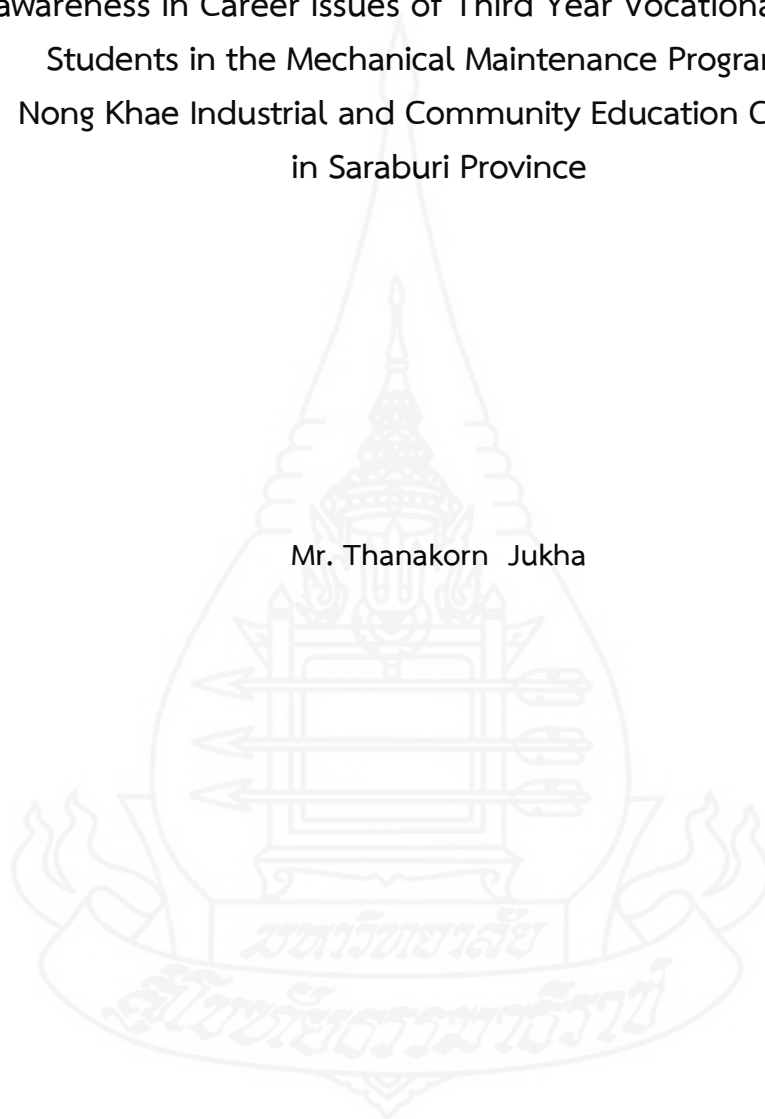 awareness in Career Issues of Third Year Vocational
Students in the Mechanical Maintenance Program
Nong Khae Industrial and Community Education
in Saraburi Province
Mr. Thanakorn Jukha
มหาวิทยาลัย
สุโขทัยธรรมาธิราช